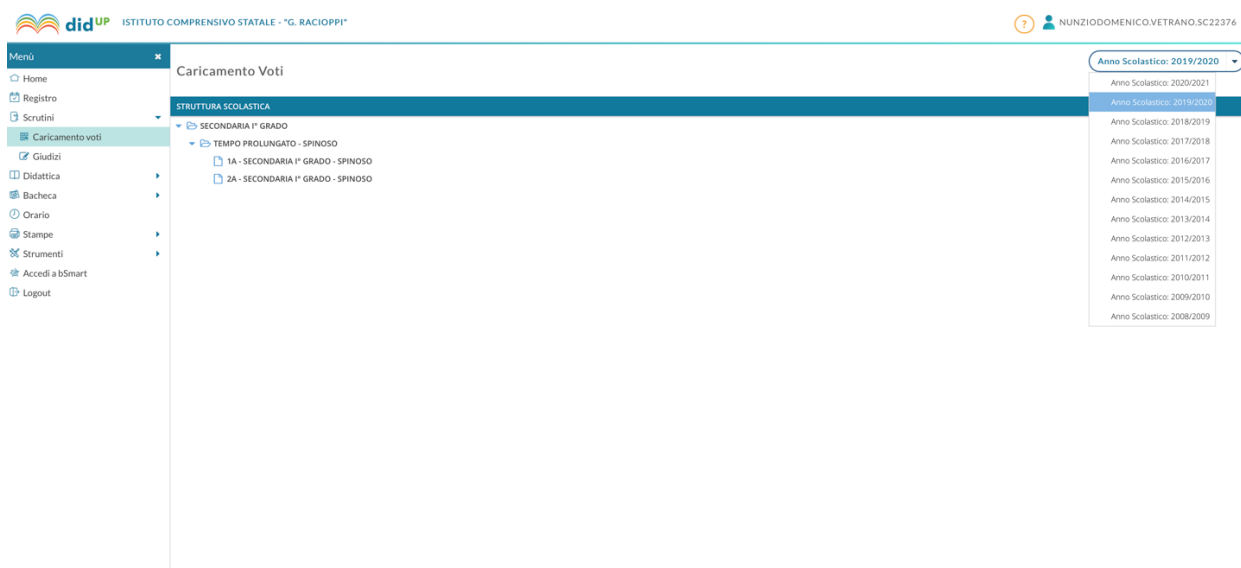 didUP ISTITUTO COMPRENSIVO STATALE - "G. RACIOPPI"
? NUNZIODOMENICO.VETRANO.SC22376
Menù
Home
Registro
Scrutini
Caricamento voti
Giudizi
Didattica
Bacheca
Orario
Stampe
Strumenti
Accedi a bSmart
Logout
Caricamento Voti
Anno Scolastico: 2019/2020
Anno Scolastico: 2020/2021
Anno Scolastico: 2019/2020
Anno Scolastico: 2018/2019
Anno Scolastico: 2017/2018
Anno Scolastico: 2016/2017
Anno Scolastico: 2015/2016
Anno Scolastico: 2014/2015
Anno Scolastico: 2013/2014
Anno Scolastico: 2012/2013
Anno Scolastico: 2011/2012
Anno Scolastico: 2010/2011
Anno Scolastico: 2009/2010
Anno Scolastico: 2008/2009
STRUTTURA SCOLASTICA
SECONDARIA I° GRADO
TEMPO PROLUNGATO - SPINOSO
1A - SECONDARIA I° GRADO - SPINOSO
2A - SECONDARIA I° GRADO - SPINOSO